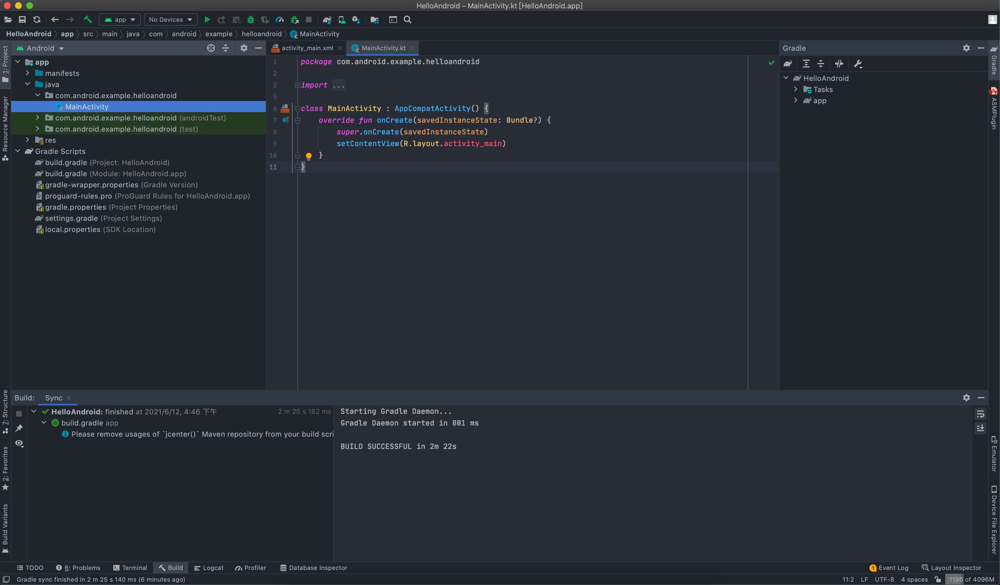 HelloAndroid – MainActivity.kt [HelloAndroid.app]
app
No Devices
HelloAndroid
app
src
main
java
com
android
example
helloandroid
MainActivity
1: Project
Resource Manager
Android
app
manifests
java
com.android.example.helloandroid
MainActivity
com.android.example.helloandroid (androidTest)
com.android.example.helloandroid (test)
res
Gradle Scripts
build.gradle (Project: HelloAndroid)
build.gradle (Module: HelloAndroid.app)
gradle-wrapper.properties (Gradle Version)
proguard-rules.pro (ProGuard Rules for HelloAndroid.app)
gradle.properties (Project Properties)
settings.gradle (Project Settings)
local.properties (SDK Location)
activity_main.xml
MainActivity.kt
1 package com.android.example.helloandroid
2
3 import ...
5
6 class MainActivity : AppCompatActivity() {
7 override fun onCreate(savedInstanceState: Bundle?) {
8 super.onCreate(savedInstanceState)
9 setContentView(R.layout.activity_main)
10 }
11 }
Gradle
HelloAndroid
Tasks
app
Gradle
ASMPlugin
Z: Structure
2: Favorites
Build Variants
Build:
Sync
HelloAndroid: finished at 2021/6/12, 4:46 下午
2 m 25 s 182 ms
build.gradle app
Please remove usages of `jcenter()` Maven repository from your build scri
Starting Gradle Daemon...
Gradle Daemon started in 801 ms
BUILD SUCCESSFUL in 2m 22s
Emulator
Device File Explorer
TODO
6: Problems
Terminal
Build
Logcat
Profiler
Database Inspector
1 Event Log
Layout Inspector
Gradle sync finished in 2 m 25 s 140 ms (6 minutes ago)
11:2
LF
UTF-8
4 spaces
1196 of 4096M